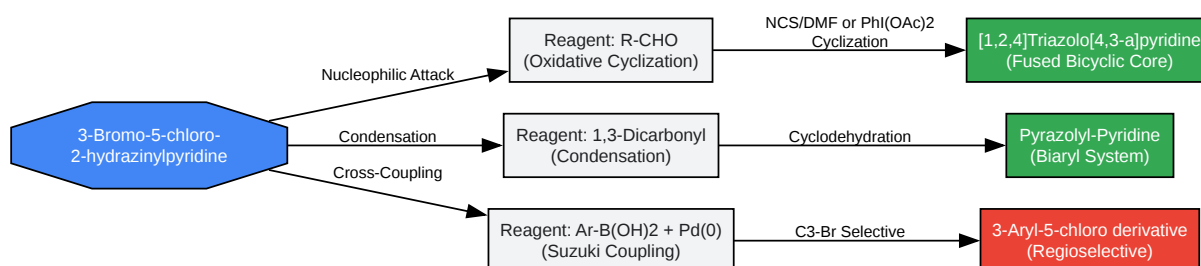 3-Bromo-5-chloro-
2-hydrazinylpyridine
Nucleophilic Attack
Condensation
Cross-Coupling
Reagent: R-CHO
(Oxidative Cyclization)
NCS/DMF or PhI(OAc)2
Cyclization
[1,2,4]Triazolo[4,3-a]pyridine
(Fused Bicyclic Core)
Reagent: 1,3-Dicarbonyl
(Condensation)
Cyclodehydration
Pyrazolyl-Pyridine
(Biaryl System)
Reagent: Ar-B(OH)2 + Pd(0)
(Suzuki Coupling)
C3-Br Selective
3-Aryl-5-chloro derivative
(Regioselective)